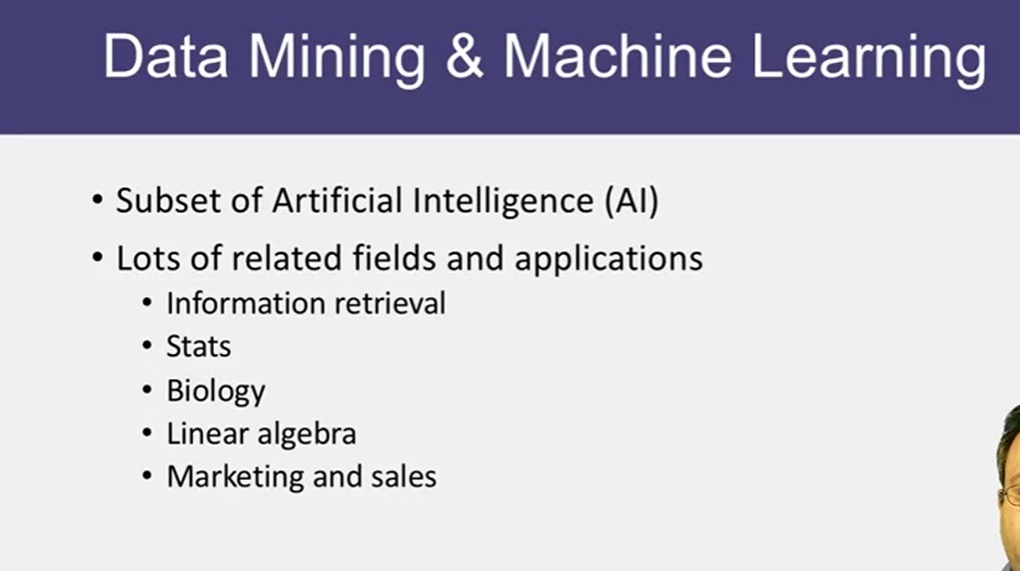 Data Mining & Machine Learning
• Subset of Artificial Intelligence (AI)
• Lots of related fields and applications
• Information retrieval
• Stats
• Biology
• Linear algebra
• Marketing and sales